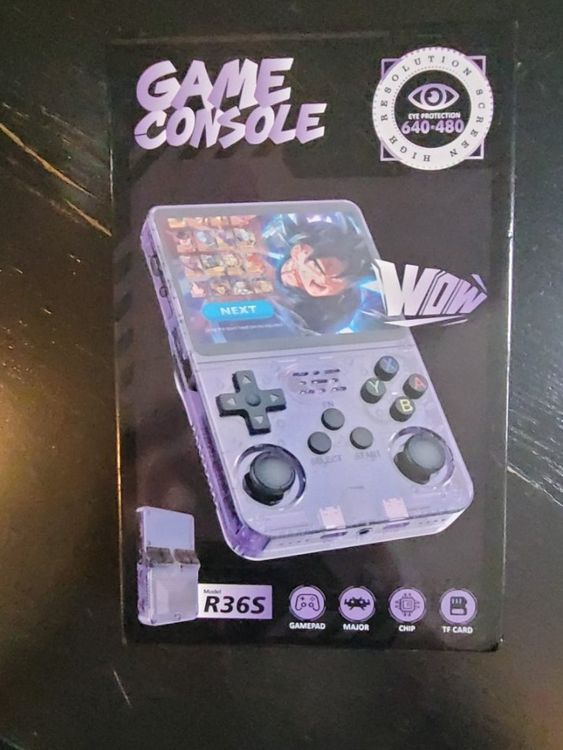 GAME
CONSOLE
HIGH RESOLUTION SCREEN
EYE PROTECTION
640*480
NEXT
WOW
X
Y
A
B
FN
SELECT
START
Model
R36S
GAMEPAD
MAJOR
CHIP
TF CARD